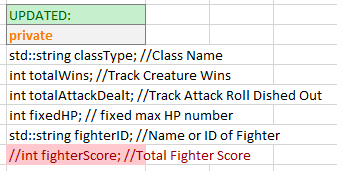 UPDATED:
private
std::string classType; //Class Name
int totalWins; //Track Creature Wins
int totalAttackDealt; //Track Attack Roll Dished Out
int fixedHP; // fixed max HP number
std::string fighterID; //Name or ID of Fighter
//int fighterScore; //Total Fighter Score